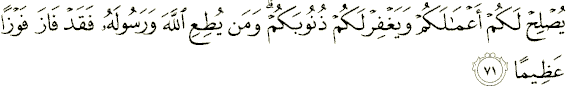 يُصْلِحْ لَكُمْ أَعْمَـٰلَكُمْ وَيَغْفِرْ لَكُمْ ذُنُوبَكُمْ ۗ وَمَن يُطِعِ ٱللَّهَ وَرَسُولَهُۥ فَقَدْ فَازَ فَوْزًا
عَظِيمًا ٧١